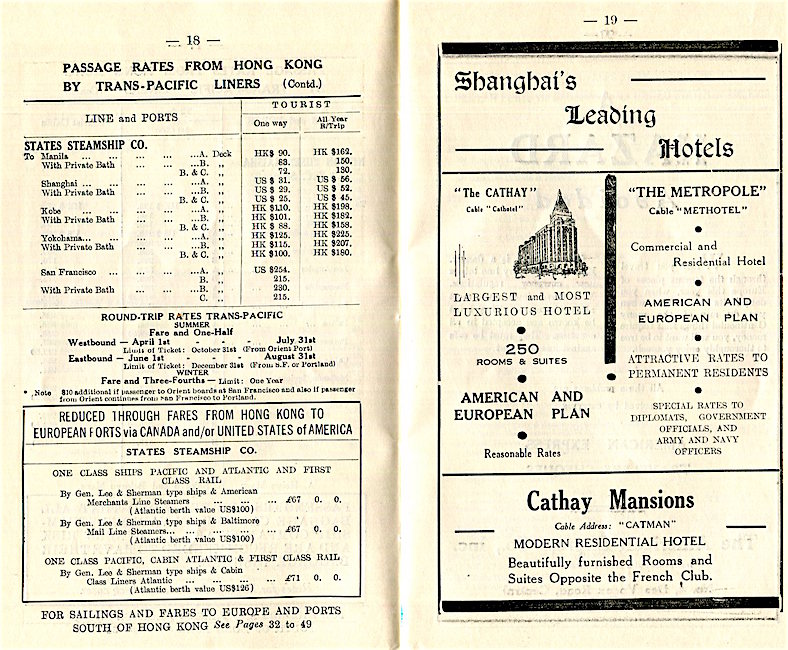 — 18 —
PASSAGE RATES FROM HONG KONG
BY TRANS-PACIFIC LINERS (Contd.)
LINE and PORTS
TOURIST
One way
All Year
R/Trip
STATES STEAMSHIP CO.
To Manila ... ... ... ... ...A. Deck HK$ 90. HK $162.
With Private Bath ... ... ...B. ,, 83. 150.
B. & C. ,, 72. 130.
Shanghai ... ... ... ... ...A. ,, US $ 31. US $ 56.
With Private Bath ... ... ...B. ,, US $ 29. US $ 52.
B. & C. ,, US $ 25. US $ 45.
Kobe ... ... ... ... ...A. ,, HK $110. HK $198.
With Private Bath ... ... ...B. ,, HK $101. HK $182.
B. & C. ,, HK $ 88. HK $158.
Yokohama... ... ... ... ...A. ,, HK $125. HK $225.
With Private Bath ... ... ...B. ,, HK $115. HK $207.
B. & C. ,, HK $100. HK $180.
San Francisco ... ... ... ...A. ,, US $254.
B. ,, 215.
With Private Bath ... ... ...B. ,, 230.
C. ,, 215.
ROUND-TRIP RATES TRANS-PACIFIC
SUMMER
Fare and One-Half
Westbound — April 1st - - - July 31st
Limit of Ticket: October 31st (From Orient Port)
Eastbound — June 1st - - - August 31st
Limit of Ticket: December 31st (From S.F. or Portland)
WINTER
Fare and Three-Fourths — Limit: One Year
* Note $10 additional if passenger to Orient boards at San Francisco and also if passenger
from Orient continues from San Francisco to Portland.
REDUCED THROUGH FARES FROM HONG KONG TO
EUROPEAN PORTS via CANADA and/or UNITED STATES of AMERICA
STATES STEAMSHIP CO.
ONE CLASS SHIPS PACIFIC AND ATLANTIC AND FIRST
CLASS RAIL
By Gen. Lee & Sherman type ships & American
Merchants Line Steamers ... ... ... ... £67 0. 0.
(Atlantic berth value US$100)
By Gen. Lee & Sherman type ships & Baltimore
Mail Line Steamers... ... ... ... ... ... £67 0. 0.
(Atlantic berth value US$100)
ONE CLASS PACIFIC, CABIN ATLANTIC & FIRST CLASS RAIL
By Gen. Lee & Sherman type ships & Cabin
Class Liners Atlantic ... ... ... ... ... £71 0. 0.
(Atlantic berth value US$126)
FOR SAILINGS AND FARES TO EUROPE AND PORTS
SOUTH OF HONG KONG See Pages 32 to 49
— 19 —
Shanghai's
Leading
Hotels
"The CATHAY"
Cable "Cathotel"
LARGEST and MOST
LUXURIOUS HOTEL
250
ROOMS & SUITES
AMERICAN AND
EUROPEAN PLAN
Reasonable Rates
"THE METROPOLE"
Cable "METHOTEL"
Commercial and
Residential Hotel
AMERICAN AND
EUROPEAN PLAN
ATTRACTIVE RATES TO
PERMANENT RESIDENTS
SPECIAL RATES TO
DIPLOMATS, GOVERNMENT
OFFICIALS, AND
ARMY AND NAVY
OFFICERS
Cathay Mansions
Cable Address: "CATMAN"
MODERN RESIDENTIAL HOTEL
Beautifully furnished Rooms and
Suites Opposite the French Club.